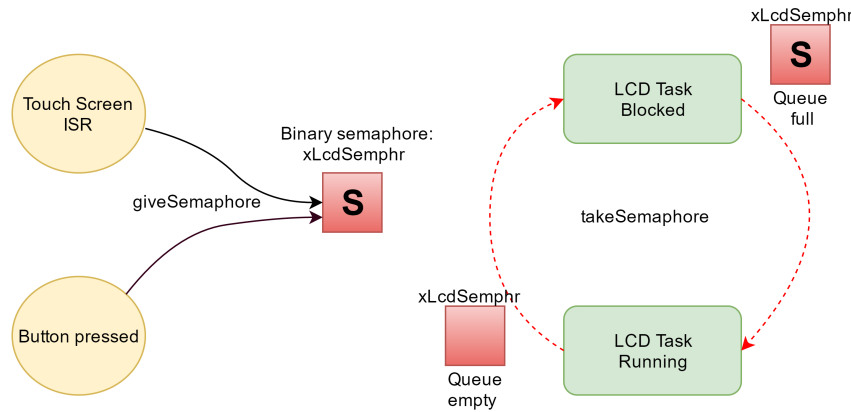 Touch Screen
ISR
giveSemaphore
Button pressed
Binary semaphore:
xLcdSemphr
S
LCD Task
Blocked
xLcdSemphr
S
Queue
full
takeSemaphore
xLcdSemphr
Queue
empty
LCD Task
Running